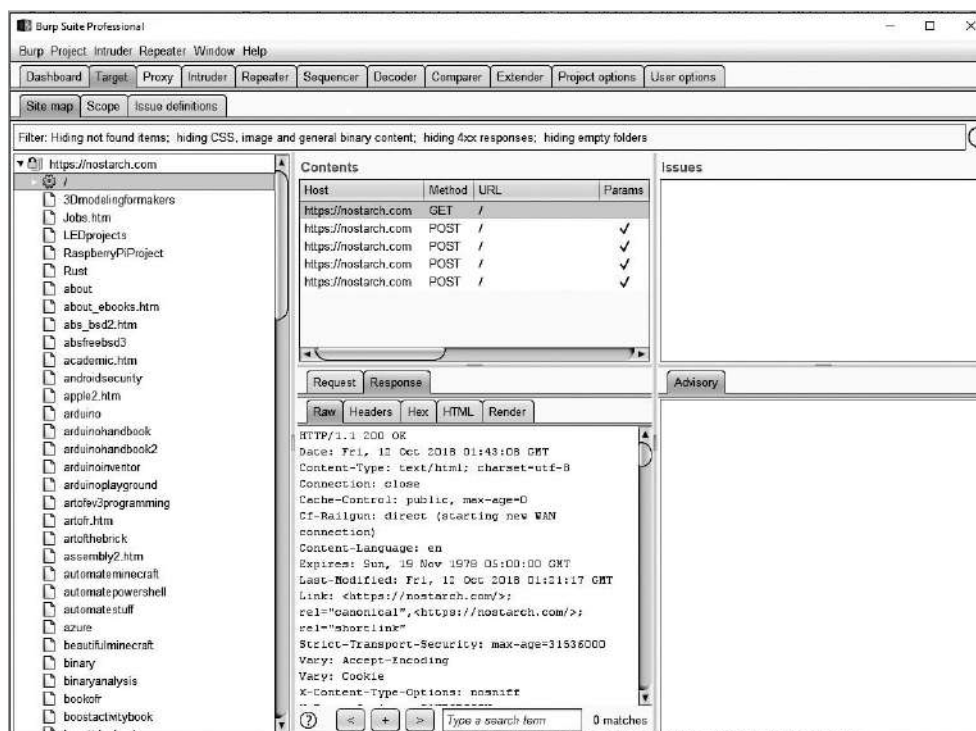 Burp Suite Professional
Burp Project Intruder Repeater Window Help
Dashboard Target Proxy Intruder Repeater Sequencer Decoder Comparer Extender Project options User options
Site map Scope Issue definitions
Filter: Hiding not found items; hiding CSS, image and general binary content; hiding 4xx responses; hiding empty folders
https://nostarch.com
/
3Dmodelingformakers
Jobs.htm
LEDprojects
RaspberryPiProject
Rust
about
about_ebooks.htm
abs_bsd2.htm
absfreebsd3
academic.htm
androidsecurity
apple2.htm
arduino
arduinohandbook
arduinohandbook2
arduinoinventor
arduinoplayground
artofev3programming
artofr.htm
artofthebrick
assembly2.htm
automateminecraft
automatepowershell
automatestuff
azure
beautifulminecraft
binary
binaryanalysis
bookofr
boostactivitybook
Contents
Host Method URL Params
https://nostarch.com GET /
https://nostarch.com POST / ✓
https://nostarch.com POST / ✓
https://nostarch.com POST / ✓
https://nostarch.com POST / ✓
Request Response
Raw Headers Hex HTML Render
HTTP/1.1 200 OK
Date: Fri, 12 Oct 2018 01:43:08 GMT
Content-Type: text/html; charset=utf-8
Connection: close
Cache-Control: public, max-age=0
Cf-Railgun: direct (starting new WAN
connection)
Content-Language: en
Expires: Sun, 19 Nov 1978 05:00:00 GMT
Last-Modified: Fri, 12 Oct 2018 01:21:17 GMT
Link: <https://nostarch.com/>;
rel="canonical",<https://nostarch.com/>;
rel="shortlink"
Strict-Transport-Security: max-age=31536000
Vary: Accept-Encoding
Vary: Cookie
X-Content-Type-Options: nosniff
? < + > Type a search term 0 matches
Issues
Advisory